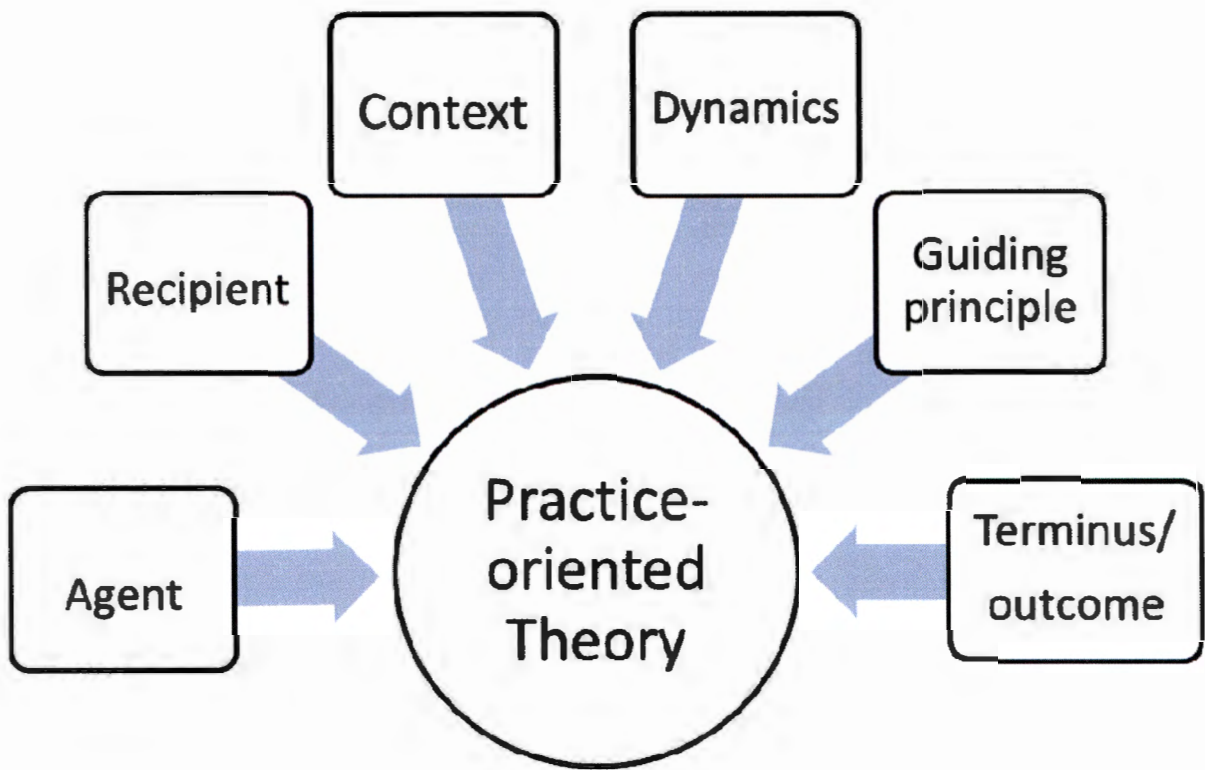 Context
Dynamics
Recipient
Guiding
principle
Agent
Practice-
oriented
Theory
Terminus/
outcome